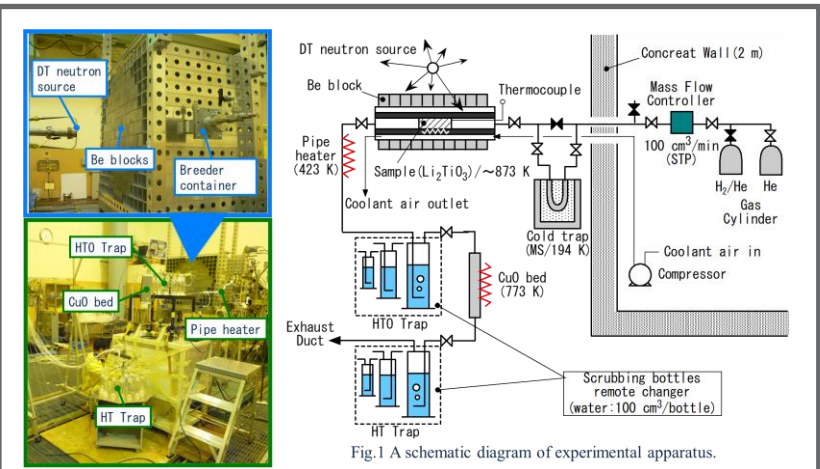 DT neutron
source
Be blocks
Breeder
container
HTO Trap
CuO bed
Pipe heater
HT Trap
DT neutron source
Be block
Thermocouple
Concreat Wall(2 m)
Mass Flow
Controller
100 cm³/min
(STP)
H₂/He
He
Gas
Cylinder
Pipe
heater
(423 K)
Sample(Li₂TiO₃)/~873 K
Coolant air outlet
Cold trap
(MS/194 K)
Coolant air in
Compressor
CuO bed
(773 K)
HTO Trap
Exhaust
Duct
HT Trap
Scrubbing bottles
remote changer
(water:100 cm³/bottle)
Fig.1 A schematic diagram of experimental apparatus.